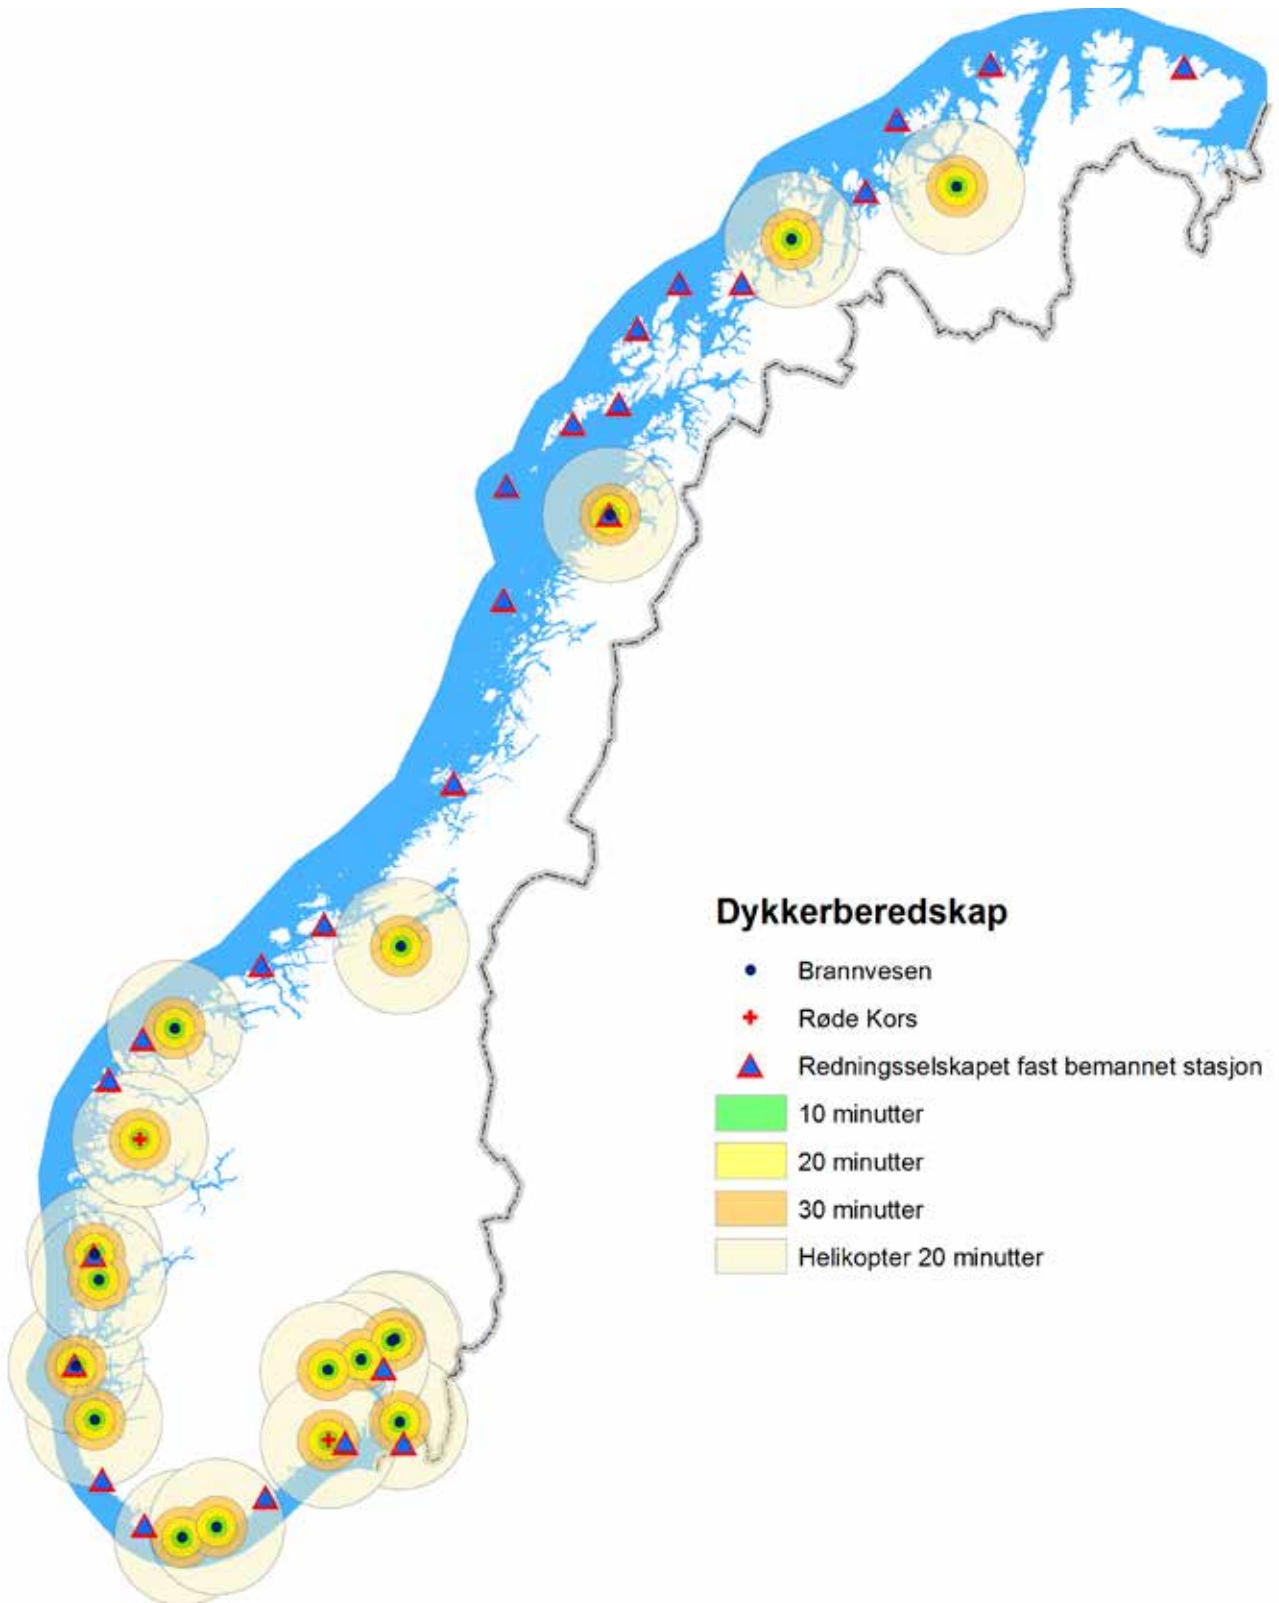 Dykkerberedskap
Brannvesen
Røde Kors
Redningsselskapet fast bemannet stasjon
10 minutter
20 minutter
30 minutter
Helikopter 20 minutter